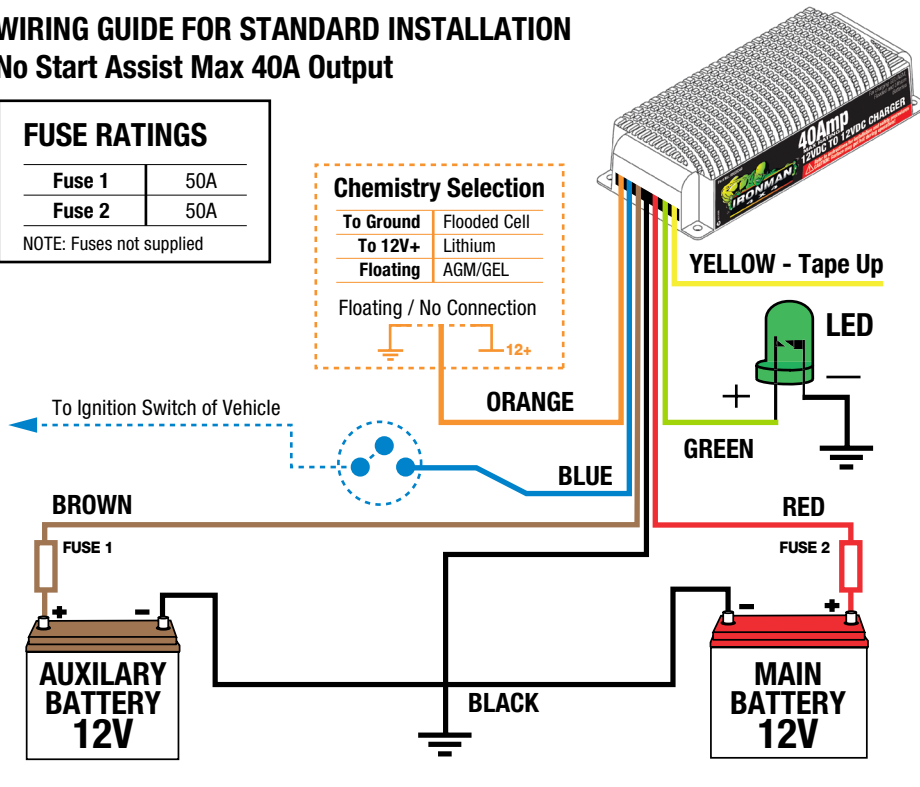 WIRING GUIDE FOR STANDARD INSTALLATION
No Start Assist Max 40A Output
FUSE RATINGS
Fuse 1 50A
Fuse 2 50A
NOTE: Fuses not supplied
Chemistry Selection
To Ground Flooded Cell
To 12V+ Lithium
Floating AGM/GEL
Floating / No Connection
12+
40Amp
12VDC TO 12VDC CHARGER
IRONMAN
4x4
YELLOW - Tape Up
LED
+ –
ORANGE
GREEN
To Ignition Switch of Vehicle
BLUE
BROWN
RED
FUSE 1
FUSE 2
+ -
- +
AUXILARY
BATTERY
12V
MAIN
BATTERY
12V
BLACK